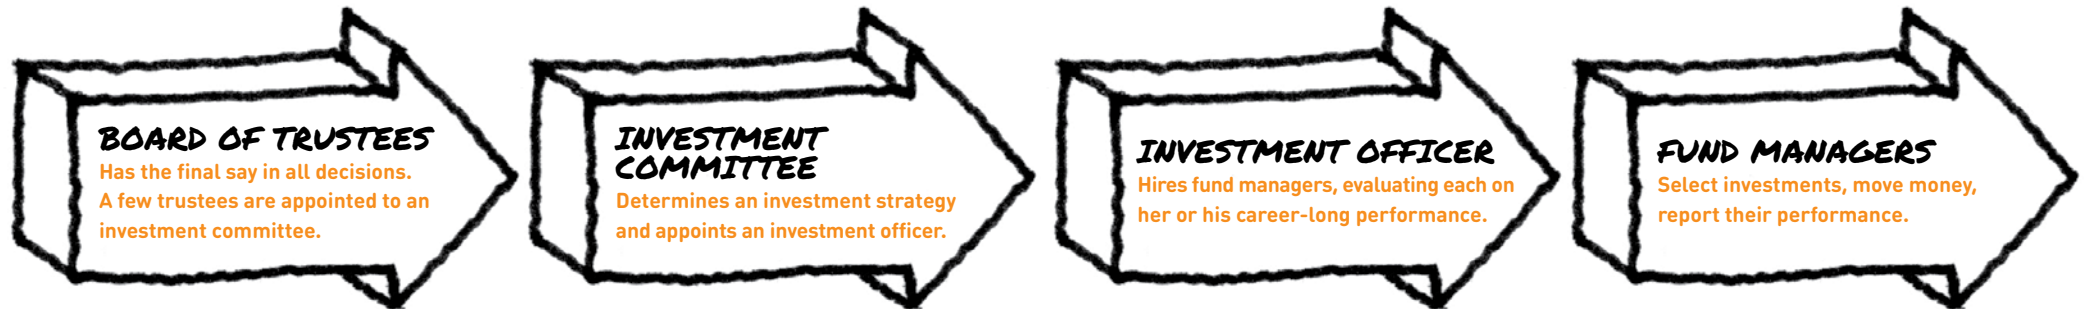 BOARD OF TRUSTEES
Has the final say in all decisions.
A few trustees are appointed to an
investment committee.
INVESTMENT
COMMITTEE
Determines an investment strategy
and appoints an investment officer.
INVESTMENT OFFICER
Hires fund managers, evaluating each on
her or his career-long performance.
FUND MANAGERS
Select investments, move money,
report their performance.